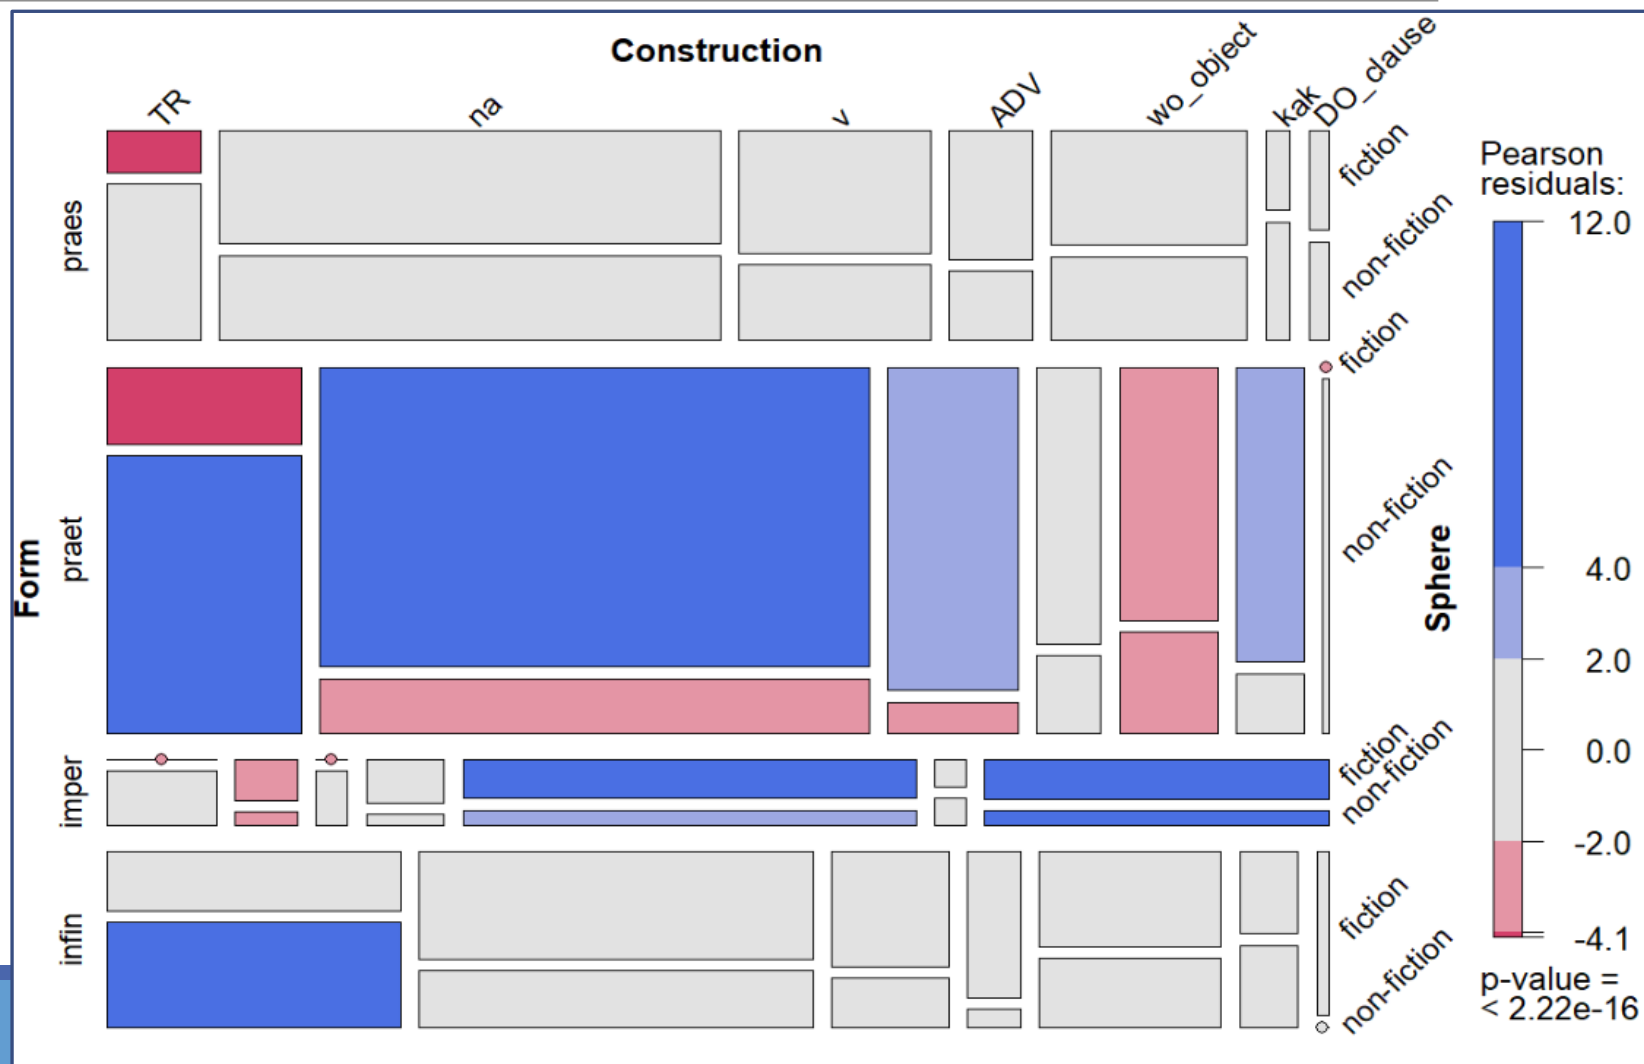 Construction
TR
na
v
ADV
wo_object
kak
DO_clause
Form
praes
praet
imper
infin
fiction
non-fiction
fiction
non-fiction
fiction
non-fiction
fiction
non-fiction
Sphere
Pearson
residuals:
12.0
4.0
2.0
0.0
-2.0
-4.1
p-value =
< 2.22e-16